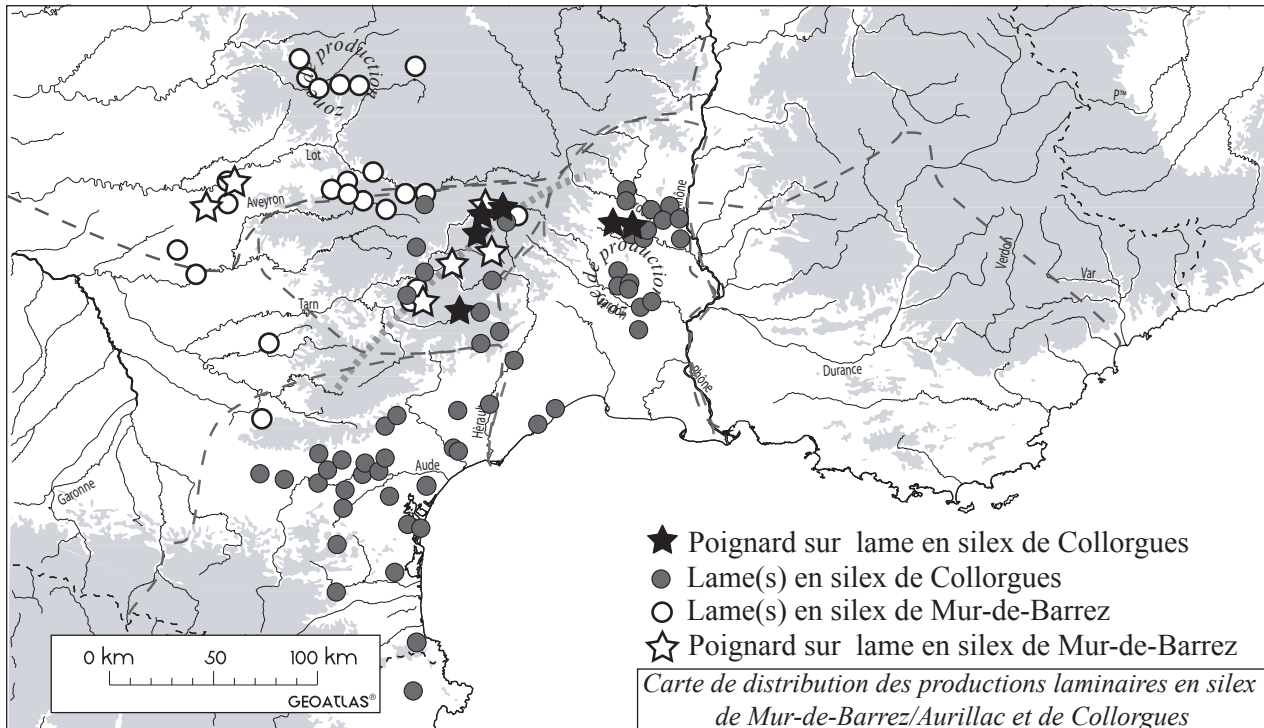 zone de production
Lot
Aveyron
Rhône
zone de production
Verdon
Var
Tarn
Durance
Rhône
Hérault
Aude
Garonne
Poignard sur lame en silex de Collorgues
Lame(s) en silex de Collorgues
Lame(s) en silex de Mur-de-Barrez
Poignard sur lame en silex de Mur-de-Barrez
0 km 50 100 km
GEOATLAS®
Carte de distribution des productions laminaires en silex
de Mur-de-Barrez/Aurillac et de Collorgues